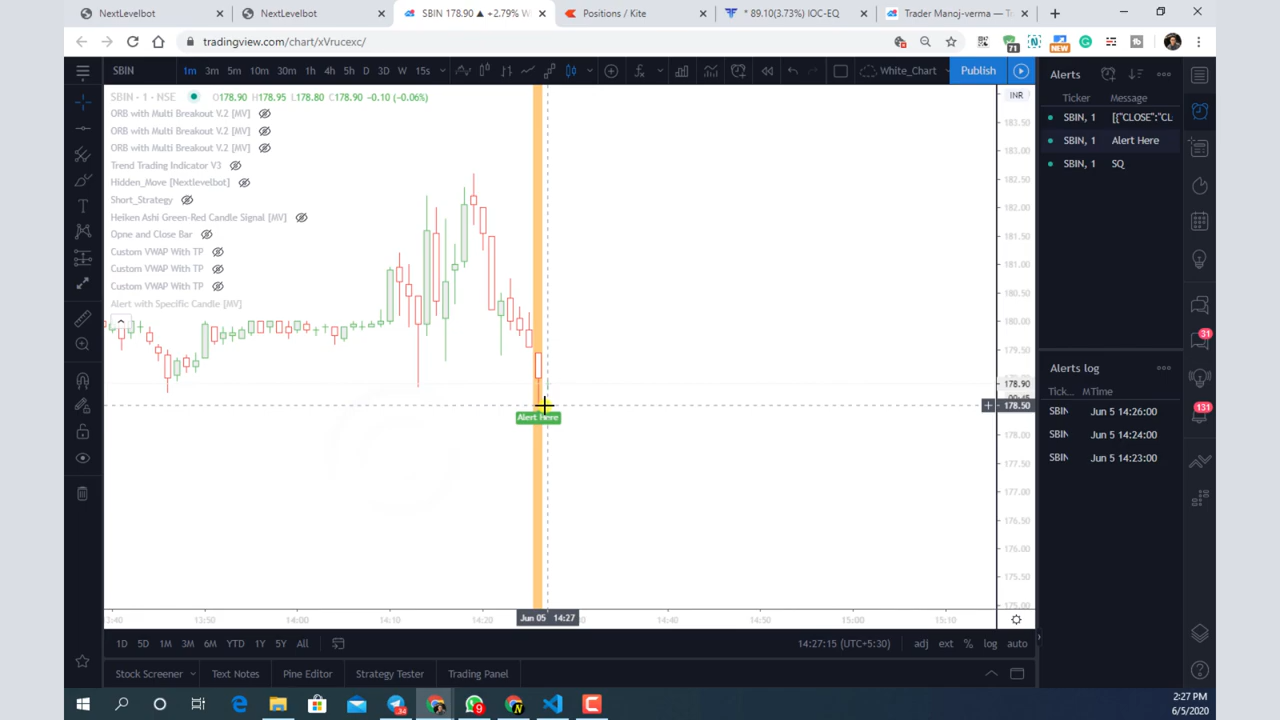 NextLevelbot
NextLevelbot
SBIN 178.90 ▲ +2.79% W
Positions / Kite
* 89.10(3.73%) IOC-EQ
Trader Manoj-verma — Tra
tradingview.com/chart/xVrucexc/
71
NEW
SBIN 1m 3m 5m 10m 30m 1h 4h 5h D 3D W 15s White_Chart Publish
Alerts
SBIN · 1 · NSE O178.90 H178.95 L178.80 C178.90 -0.10 (-0.06%)
ORB with Multi Breakout V.2 [MV]
ORB with Multi Breakout V.2 [MV]
ORB with Multi Breakout V.2 [MV]
Trend Trading Indicator V3
Hidden_Move [Nextlevelbot]
Short_Strategy
Heiken Ashi Green-Red Candle Signal [MV]
Dpne and Close Bar
Custom VWAP With TP
Custom VWAP With TP
Custom VWAP With TP
Alert with Specific Candle [MV]
Alert Here
INR
183.50
183.00
182.50
182.00
181.50
181.00
180.50
180.00
179.50
178.90
178.50
178.00
177.50
177.00
176.50
176.00
175.50
175.00
13:50 14:00 14:10 14:20 Jun 05 14:27 14:40 14:50 15:00 15:10
Ticker Message
SBIN, 1 [{"CLOSE":"CL
SBIN, 1 Alert Here
SBIN, 1 SQ
Alerts log
Tick... MTime
SBIN Jun 5 14:26:00
SBIN Jun 5 14:24:00
SBIN Jun 5 14:23:00
31
131
1D 5D 1M 3M 6M YTD 1Y 5Y All 14:27:15 (UTC+5:30) adj ext % log auto
Stock Screener Text Notes Pine Editor Strategy Tester Trading Panel
34
9
2:27 PM
6/5/2020